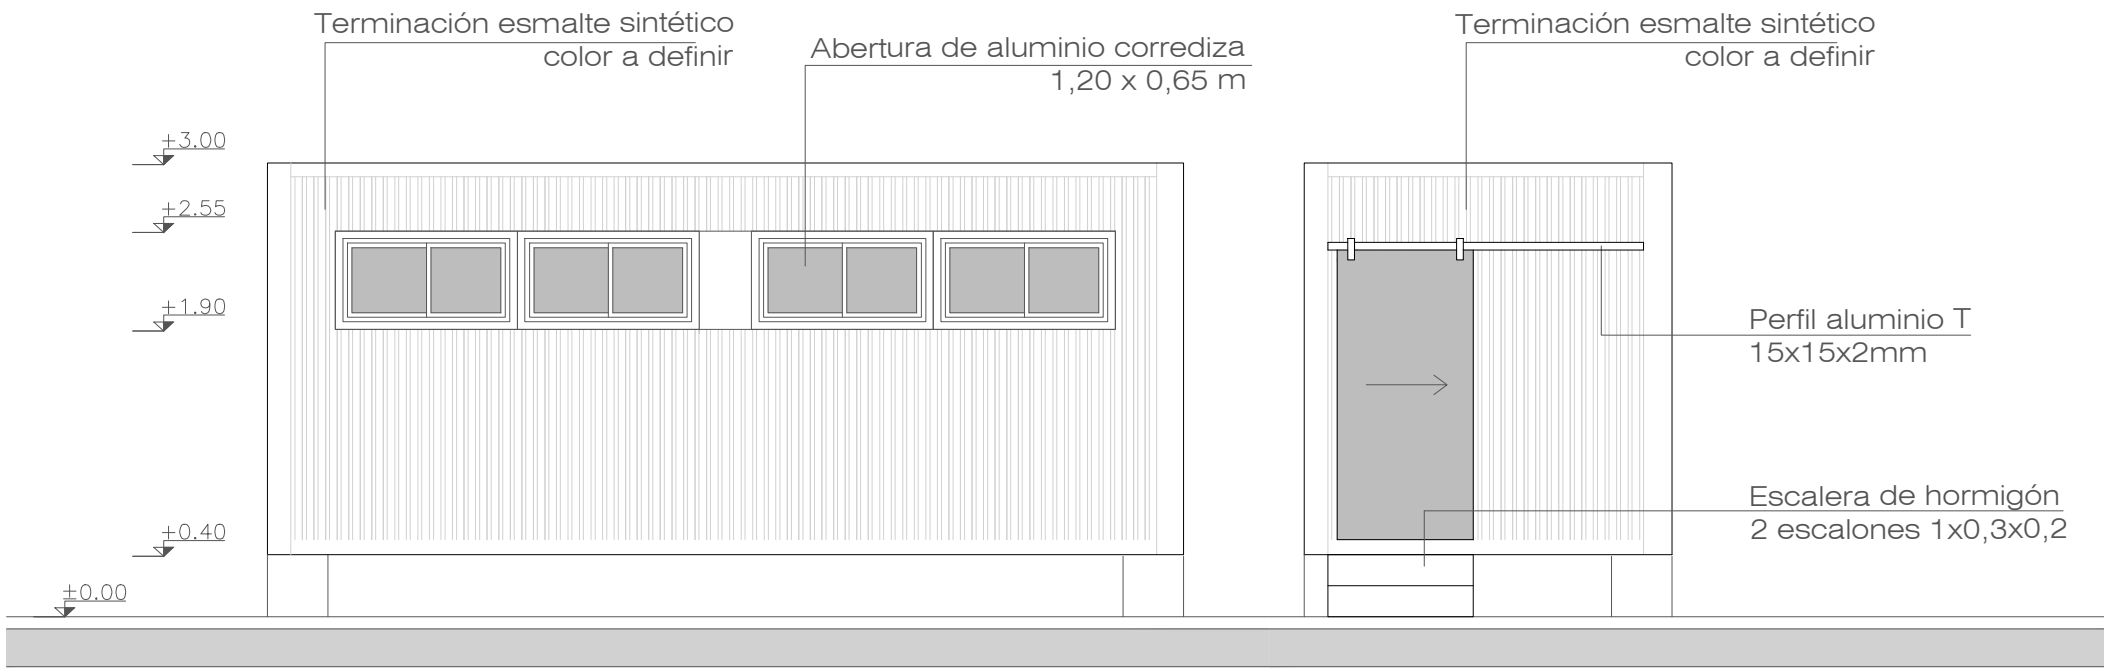 Terminación esmalte sintético
color a definir
Abertura de aluminio corrediza
1,20 x 0,65 m
Terminación esmalte sintético
color a definir
±3.00
±2.55
±1.90
±0.40
±0.00
Perfil aluminio T
15x15x2mm
Escalera de hormigón
2 escalones 1x0,3x0,2